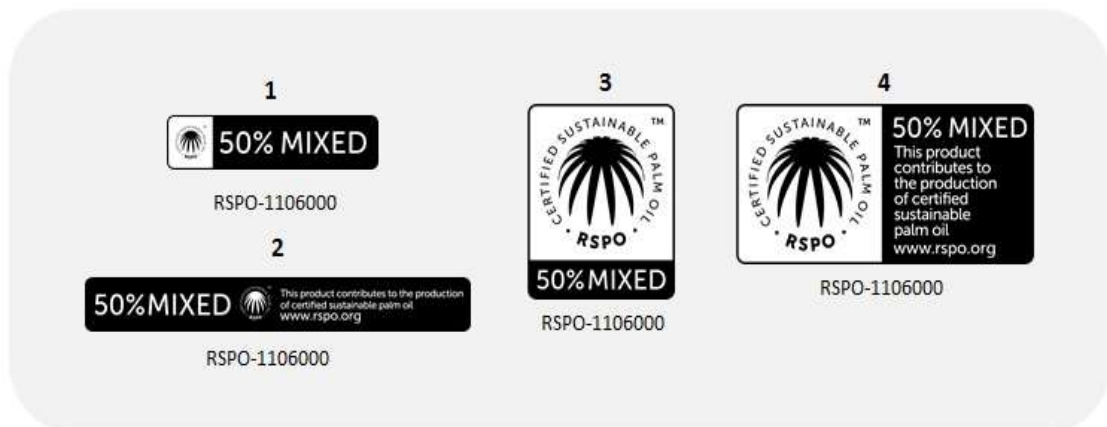 1
50% MIXED
RSPO
RSPO-1106000
2
50%MIXED
RSPO
This product contributes to the production
of certified sustainable palm oil
www.rspo.org
RSPO-1106000
3
CERTIFIED SUSTAINABLE PALM OIL
TM
· RSPO ·
50% MIXED
RSPO-1106000
4
CERTIFIED SUSTAINABLE PALM OIL
TM
· RSPO ·
50% MIXED
This product
contributes to
the production
of certified
sustainable
palm oil
www.rspo.org
RSPO-1106000